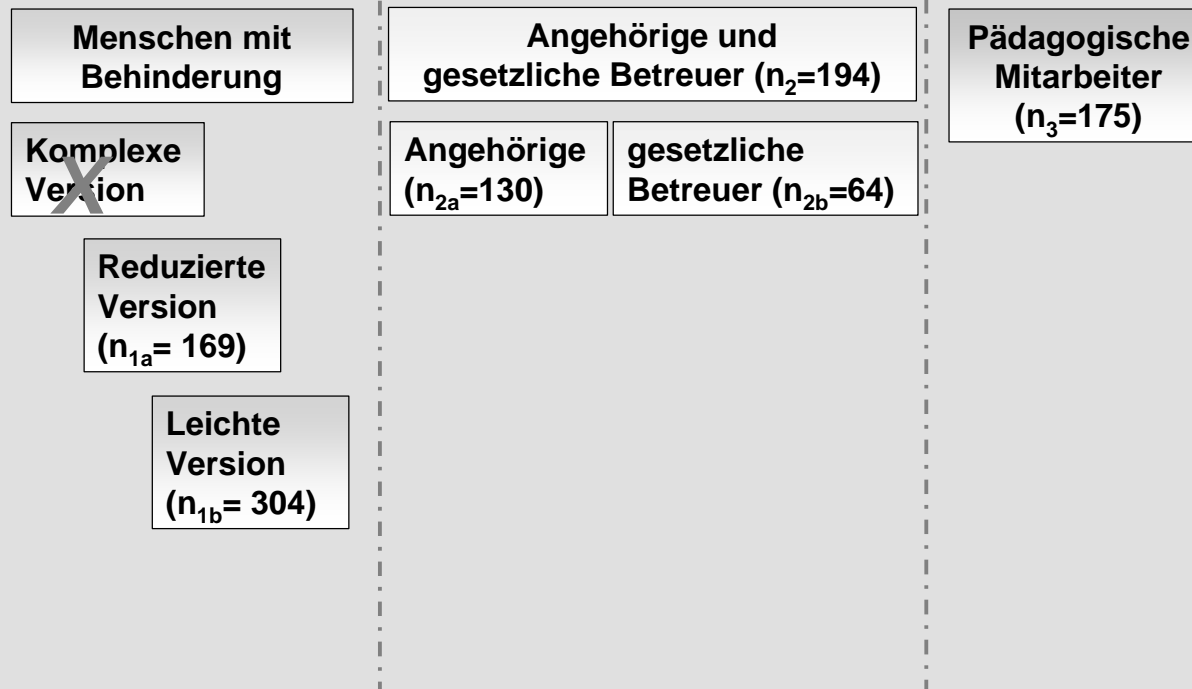 Menschen mit
Behinderung
Angehörige und
gesetzliche Betreuer (n₂=194)
Pädagogische
Mitarbeiter
(n₃=175)
Komplexe
Version
X
Angehörige
(n₂ₐ=130)
gesetzliche
Betreuer (n₂b=64)
Reduzierte
Version
(n₁ₐ= 169)
Leichte
Version
(n₁b= 304)